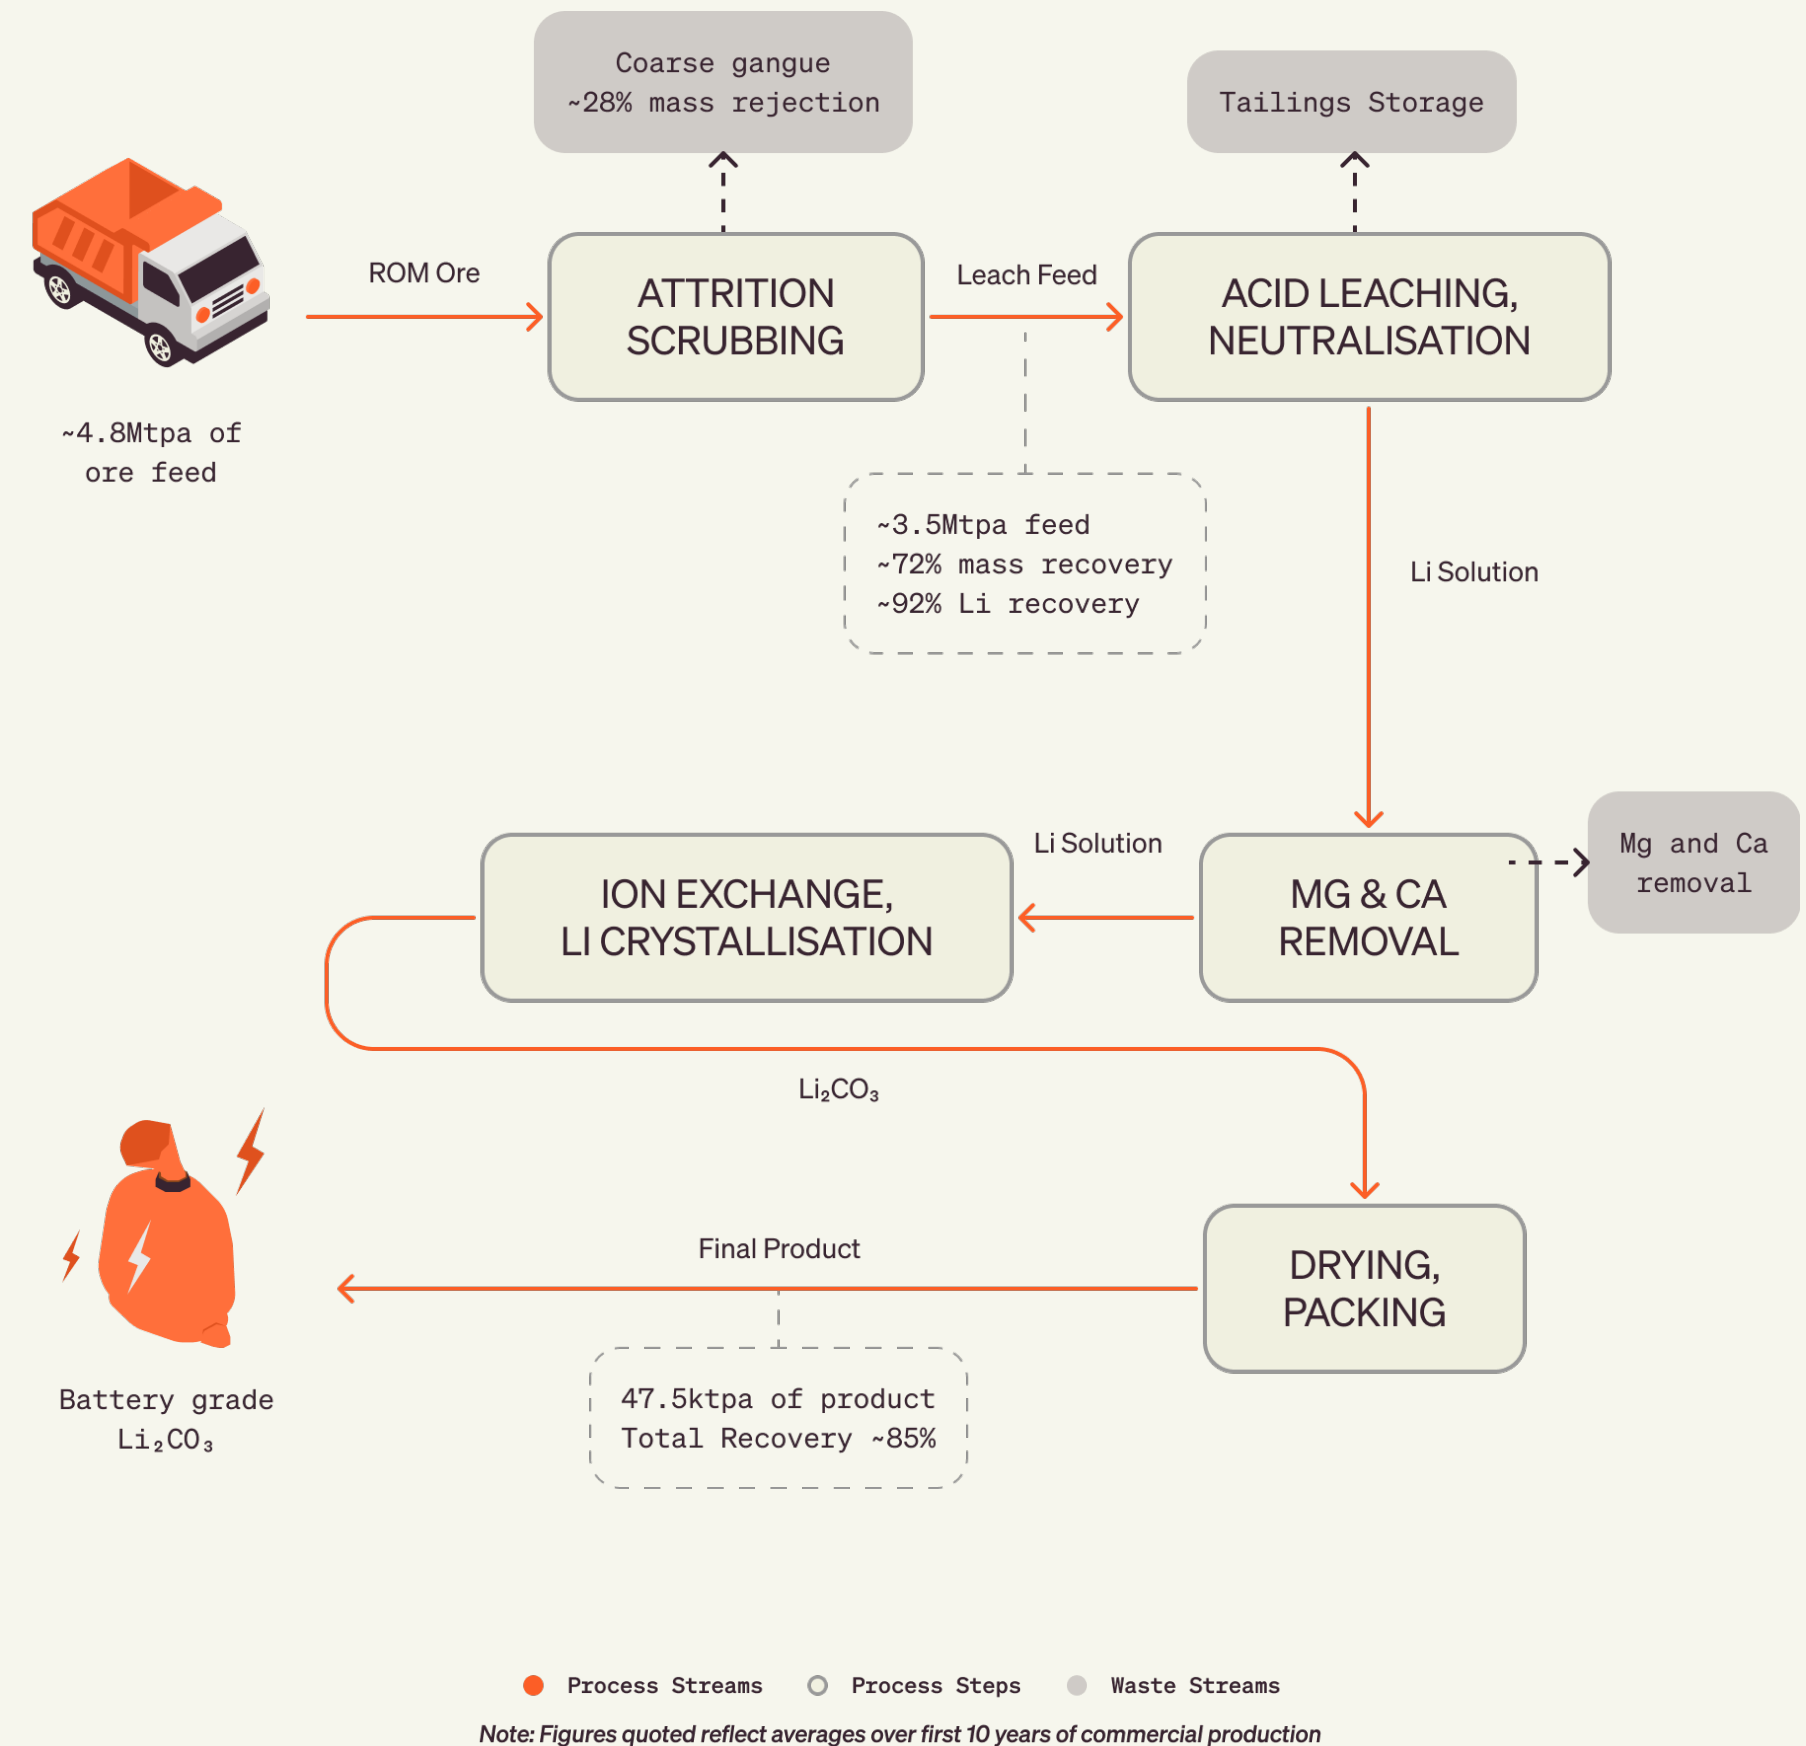 Coarse gangue
~28% mass rejection
Tailings Storage
~4.8Mtpa of
ore feed
ROM Ore
ATTRITION
SCRUBBING
Leach Feed
ACID LEACHING,
NEUTRALISATION
~3.5Mtpa feed
~72% mass recovery
~92% Li recovery
Li Solution
MG & CA
REMOVAL
Mg and Ca
removal
Li Solution
ION EXCHANGE,
LI CRYSTALLISATION
Li₂CO₃
DRYING,
PACKING
Final Product
47.5ktpa of product
Total Recovery ~85%
Battery grade
Li₂CO₃
Process Streams
Process Steps
Waste Streams
Note: Figures quoted reflect averages over first 10 years of commercial production